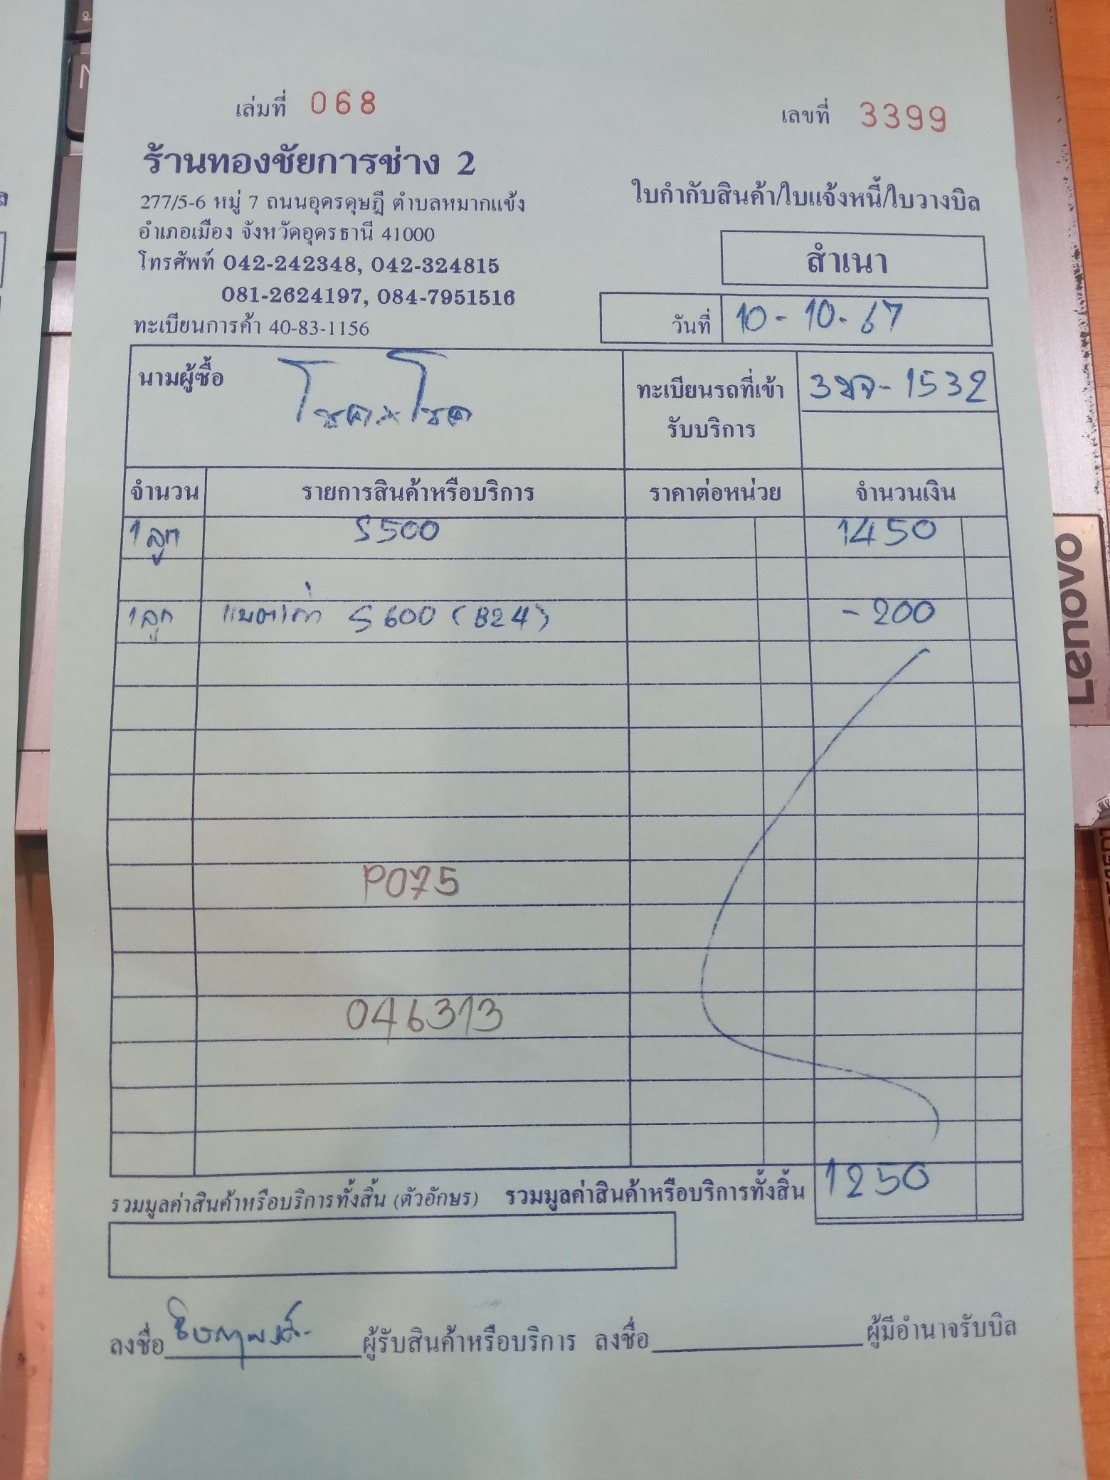 เล่มที่ 068
เลขที่ 3399
ร้านทองชัยการช่าง 2
277/5-6 หมู่ 7 ถนนอุดรดุษฎี ตำบลหมากแข้ง
อำเภอเมือง จังหวัดอุดรธานี 41000
โทรศัพท์ 042-242348, 042-324815
081-2624197, 084-7951516
ทะเบียนการค้า 40-83-1156
ใบกำกับสินค้า/ใบแจ้งหนี้/ใบวางบิล
สำเนา
วันที่ 10-10-67
นามผู้ซื้อ โชค โชค
ทะเบียนรถที่เข้า
รับบริการ
3ขจ-1532
จำนวน รายการสินค้าหรือบริการ ราคาต่อหน่วย จำนวนเงิน
1 ลูก S500 1450
1 ลูก แบตเก่า S600 (B24) -200
P075
046313
รวมมูลค่าสินค้าหรือบริการทั้งสิ้น (ตัวอักษร) รวมมูลค่าสินค้าหรือบริการทั้งสิ้น 1250
ลงชื่อ ผู้รับสินค้าหรือบริการ ลงชื่อ ผู้มีอำนาจรับบิล
Lenovo